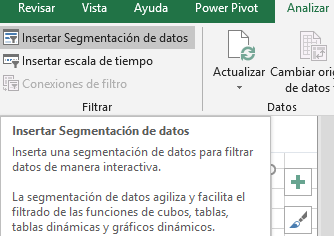 Revisar Vista Ayuda Power Pivot Analizar
Insertar Segmentación de datos
Insertar escala de tiempo
Conexiones de filtro
Filtrar
Actualizar
Cambiar
de datos
Datos
Insertar Segmentación de datos
Inserta una segmentación de datos para filtrar
datos de manera interactiva.
La segmentación de datos agiliza y facilita el
filtrado de las funciones de cubos, tablas,
tablas dinámicas y gráficos dinámicos.